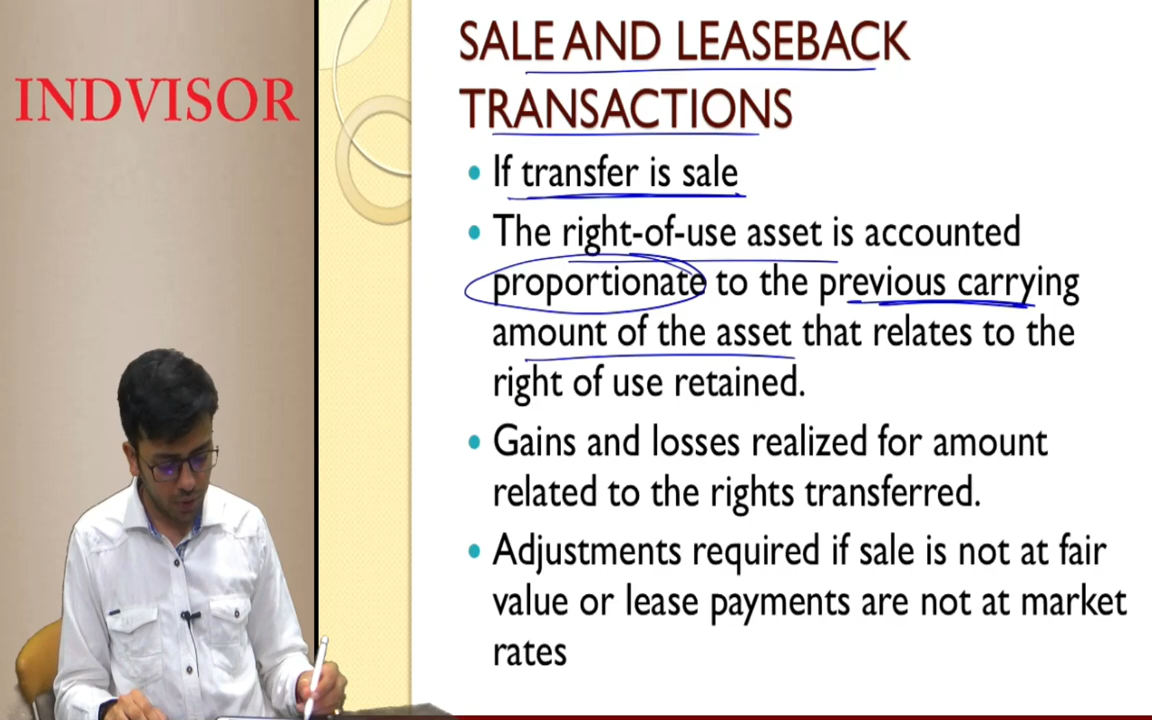 INDVISOR
SALE AND LEASEBACK
TRANSACTIONS
• If transfer is sale
• The right-of-use asset is accounted
proportionate to the previous carrying
amount of the asset that relates to the
right of use retained.
• Gains and losses realized for amount
related to the rights transferred.
• Adjustments required if sale is not at fair
value or lease payments are not at market
rates